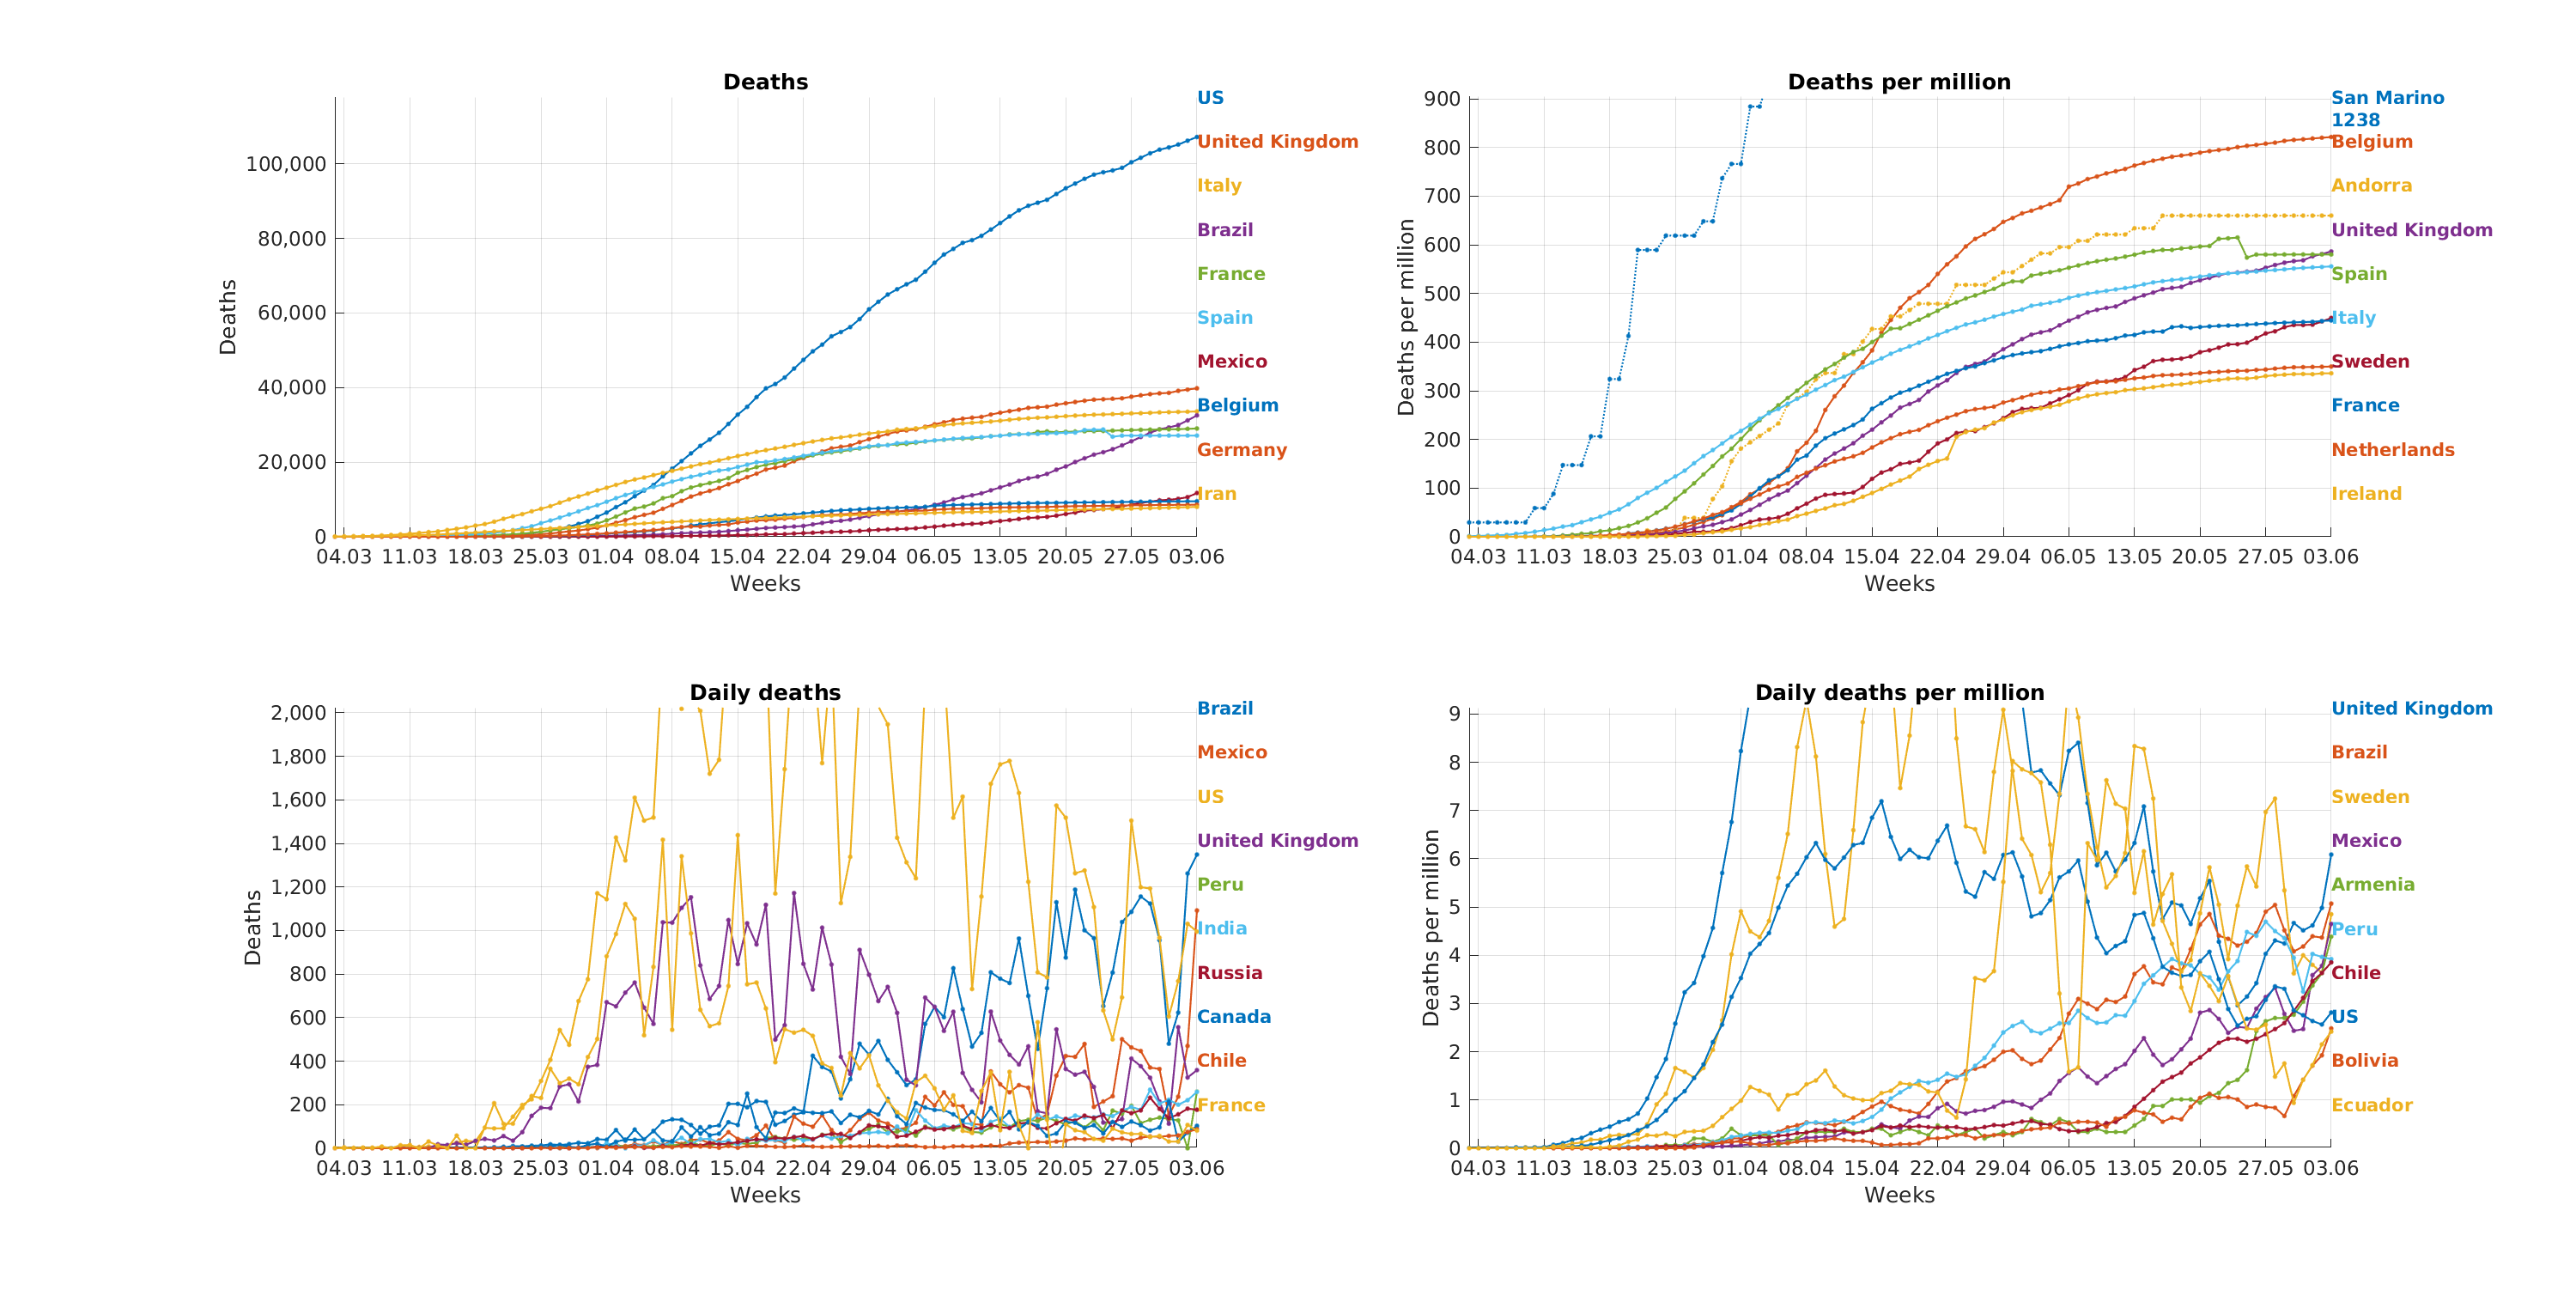 Deaths
Deaths
100,000
80,000
60,000
40,000
20,000
0
04.03 11.03 18.03 25.03 01.04 08.04 15.04 22.04 29.04 06.05 13.05 20.05 27.05 03.06
Weeks
US
United Kingdom
Italy
Brazil
France
Spain
Mexico
Belgium
Germany
Iran
Deaths per million
Deaths per million
900
800
700
600
500
400
300
200
100
0
04.03 11.03 18.03 25.03 01.04 08.04 15.04 22.04 29.04 06.05 13.05 20.05 27.05 03.06
Weeks
San Marino
1238
Belgium
Andorra
United Kingdom
Spain
Italy
Sweden
France
Netherlands
Ireland
Daily deaths
Deaths
2,000
1,800
1,600
1,400
1,200
1,000
800
600
400
200
0
04.03 11.03 18.03 25.03 01.04 08.04 15.04 22.04 29.04 06.05 13.05 20.05 27.05 03.06
Weeks
Brazil
Mexico
US
United Kingdom
Peru
India
Russia
Canada
Chile
France
Daily deaths per million
Deaths per million
9
8
7
6
5
4
3
2
1
0
04.03 11.03 18.03 25.03 01.04 08.04 15.04 22.04 29.04 06.05 13.05 20.05 27.05 03.06
Weeks
United Kingdom
Brazil
Sweden
Mexico
Armenia
Peru
Chile
US
Bolivia
Ecuador